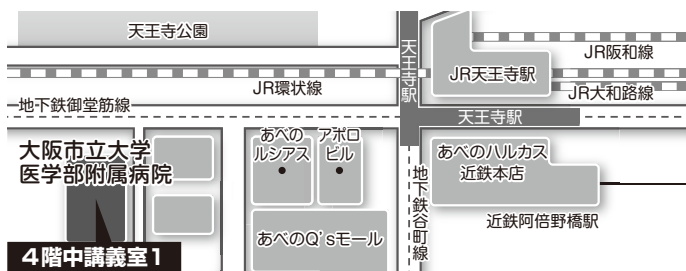 天王寺公園
天王寺駅
JR阪和線
JR天王寺駅
JR環状線
JR大和路線
地下鉄御堂筋線
天王寺駅
大阪市立大学
医学部附属病院
あべの
ルシアス
アポロ
ビル
あべのハルカス
近鉄本店
地下鉄谷町線
近鉄阿倍野橋駅
あべのQ'sモール
4階中講義室1